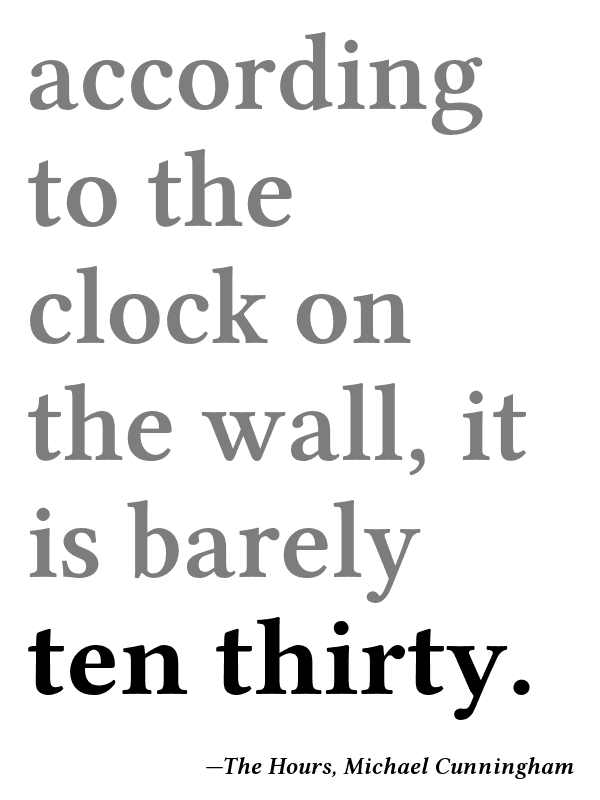 according
to the
clock on
the wall, it
is barely
ten thirty.
—The Hours, Michael Cunningham